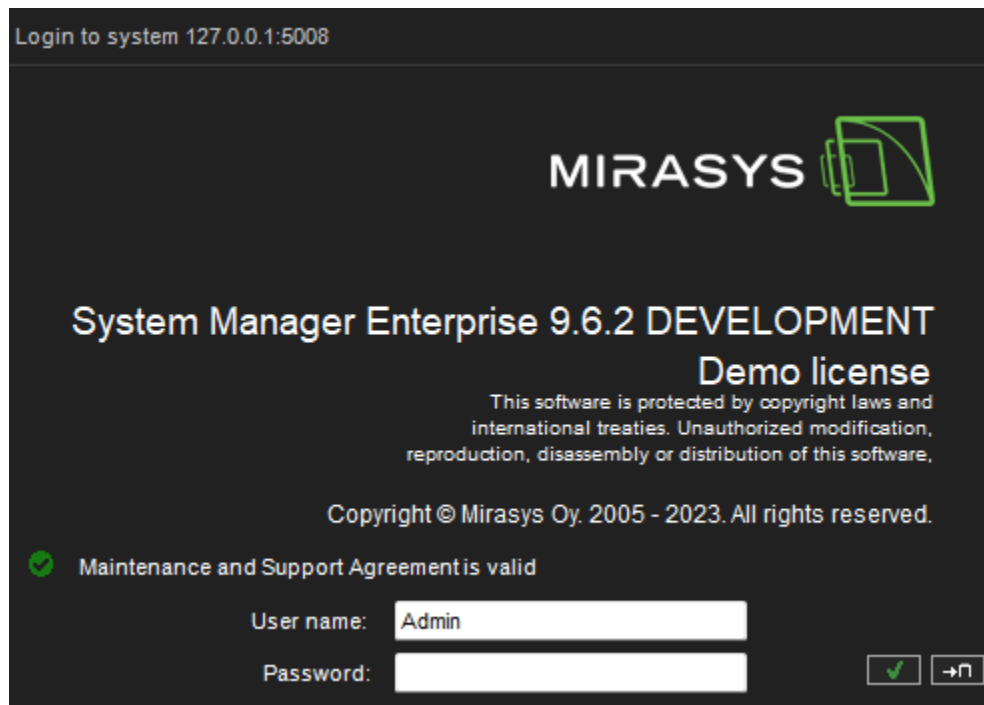 Login to system 127.0.0.1:5008
MIRASYS
System Manager Enterprise 9.6.2 DEVELOPMENT
Demo license
This software is protected by copyright laws and
international treaties. Unauthorized modification,
reproduction, disassembly or distribution of this software,
Copyright © Mirasys Oy. 2005 - 2023. All rights reserved.
Maintenance and Support Agreement is valid
User name: Admin
Password: